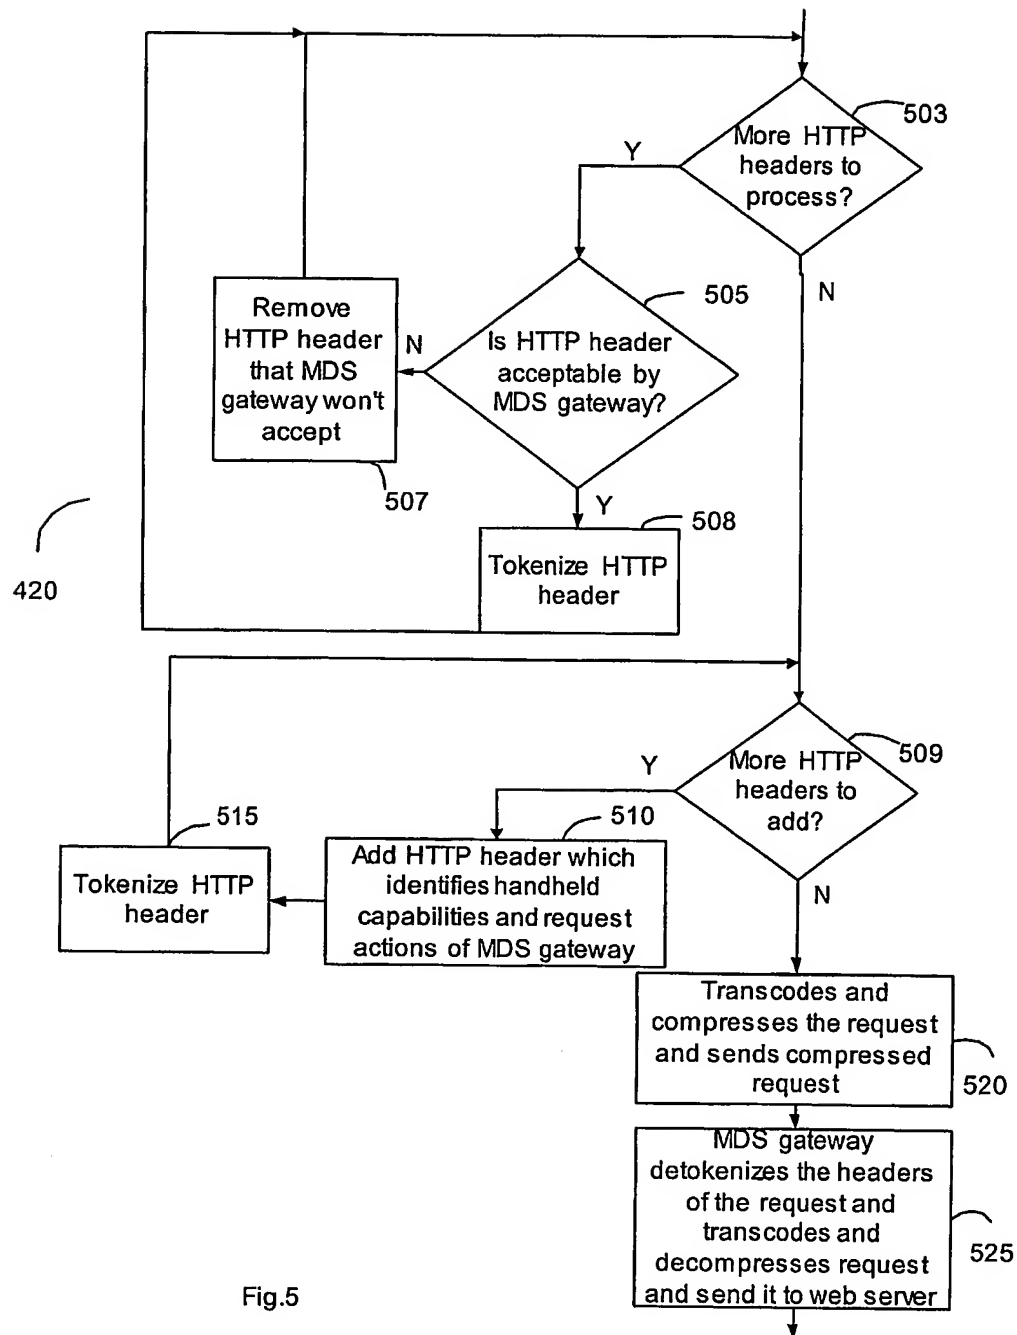 503
More HTTP
headers to
process?
Y
N
505
Is HTTP header
acceptable by
MDS gateway?
N
Remove
HTTP header
that MDS
gateway won't
accept
507
Y
508
Tokenize HTTP
header
420
509
More HTTP
headers to
add?
Y
N
510
Add HTTP header which
identifies handheld
capabilities and request
actions of MDS gateway
515
Tokenize HTTP
header
Transcodes and
compresses the request
and sends compressed
request
520
MDS gateway
detokenizes the headers
of the request and
transcodes and
decompresses request
and send it to web server
525
Fig.5